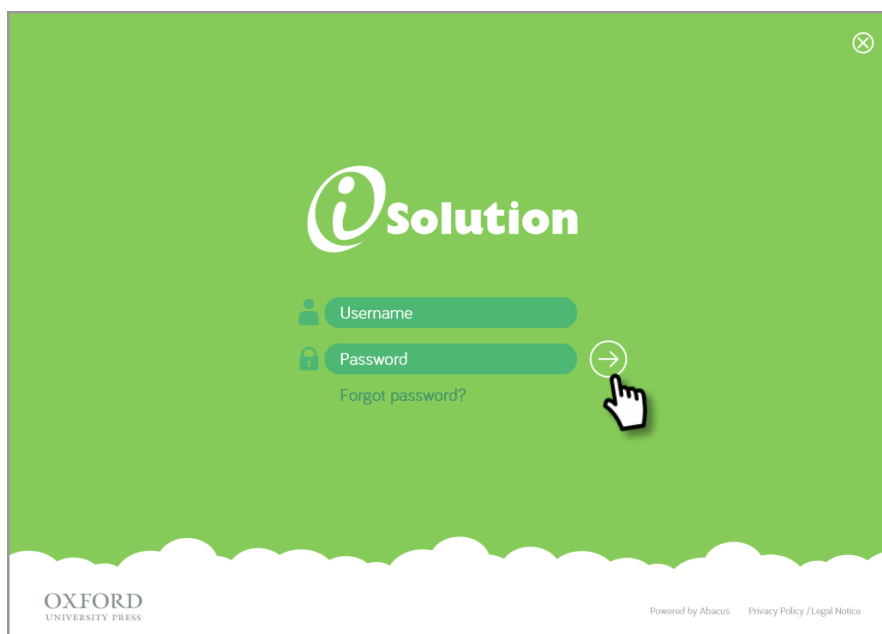 iSolution
Username
Password
Forgot password?
OXFORD
UNIVERSITY PRESS
Powered by Abacus Privacy Policy / Legal Notice